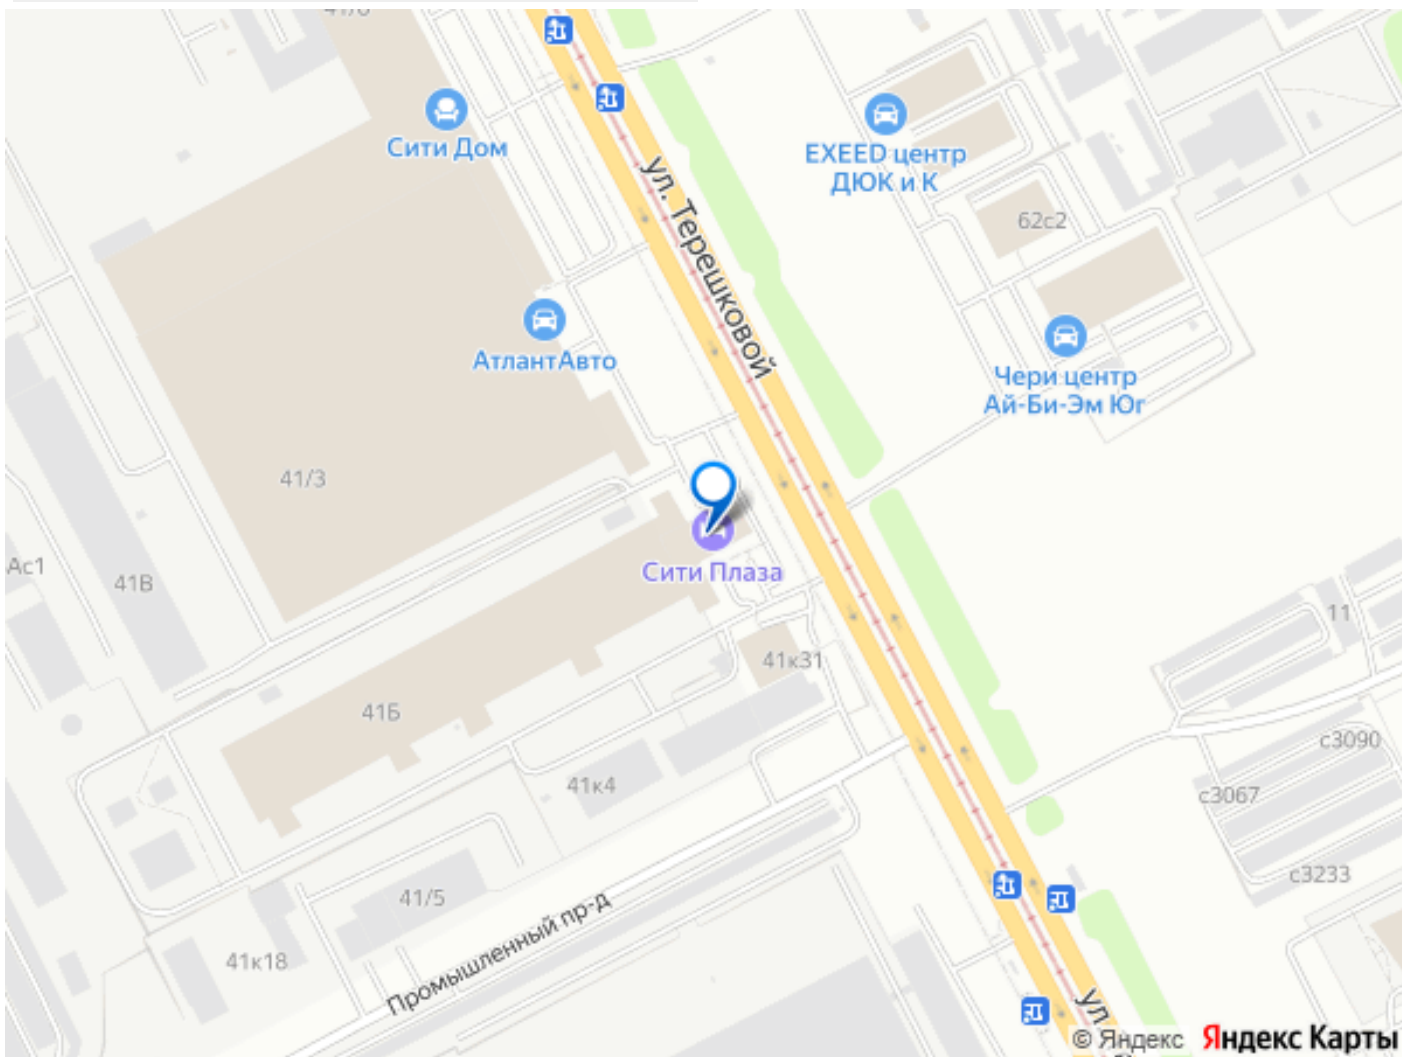 Сити Дом
EXEED центр
ДЮК и К
ул. Терешковой
62с2
АтлантАвто
Чери центр
Ай-Би-Эм Юг
41/3
Ас1
41В
Сити Плаза
11
41к31
41Б
с3090
41к4
с3067
с3233
41/5
Промышленный пр-д
41к18
ул
© Яндекс Яндекс Карты